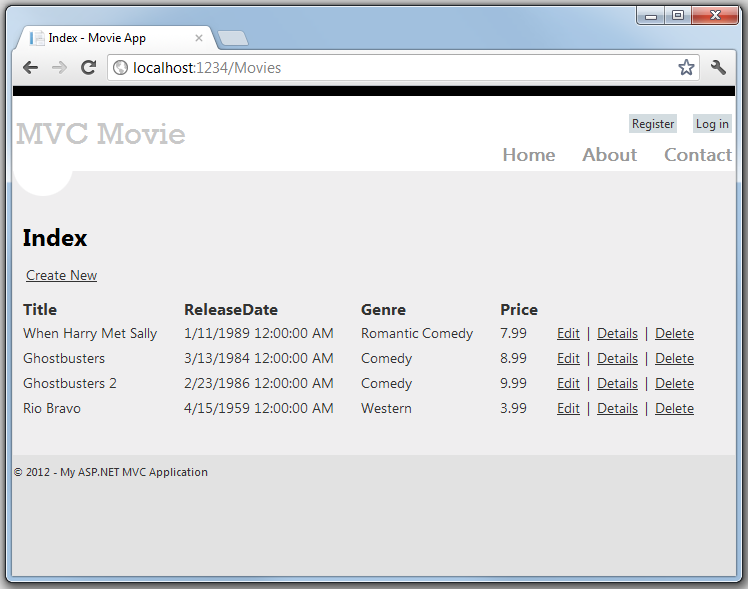 Index - Movie App
localhost:1234/Movies
Register Log in
MVC Movie
Home About Contact
Index
Create New
Title ReleaseDate Genre Price
When Harry Met Sally 1/11/1989 12:00:00 AM Romantic Comedy 7.99 Edit | Details | Delete
Ghostbusters 3/13/1984 12:00:00 AM Comedy 8.99 Edit | Details | Delete
Ghostbusters 2 2/23/1986 12:00:00 AM Comedy 9.99 Edit | Details | Delete
Rio Bravo 4/15/1959 12:00:00 AM Western 3.99 Edit | Details | Delete
© 2012 - My ASP.NET MVC Application